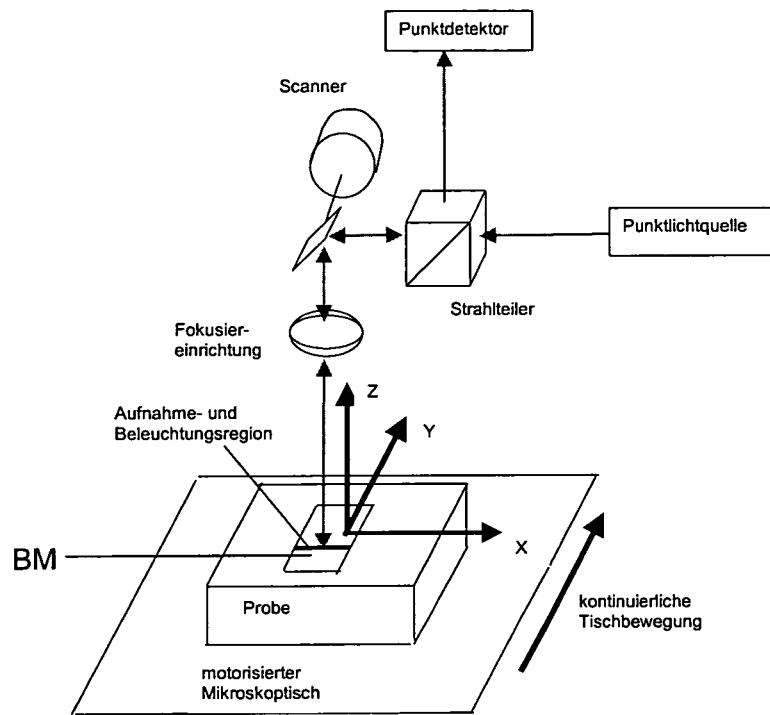 Punktdetektor
Scanner
Punktlichtquelle
Strahlteiler
Fokusier-
einrichtung
Z
Aufnahme- und
Beleuchtungsregion
Y
X
BM
Probe
kontinuierliche
Tischbewegung
motorisierter
Mikroskoptisch